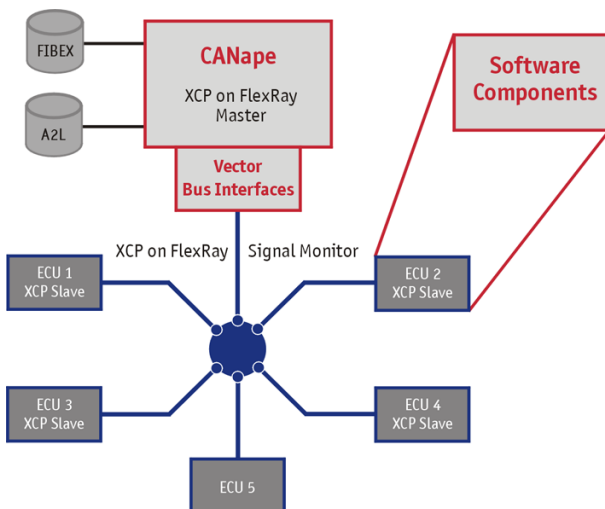 FIBEX
A2L
CANape
XCP on FlexRay
Master
Vector
Bus Interfaces
Software
Components
XCP on FlexRay
Signal Monitor
ECU 1
XCP Slave
ECU 2
XCP Slave
ECU 3
XCP Slave
ECU 4
XCP Slave
ECU 5